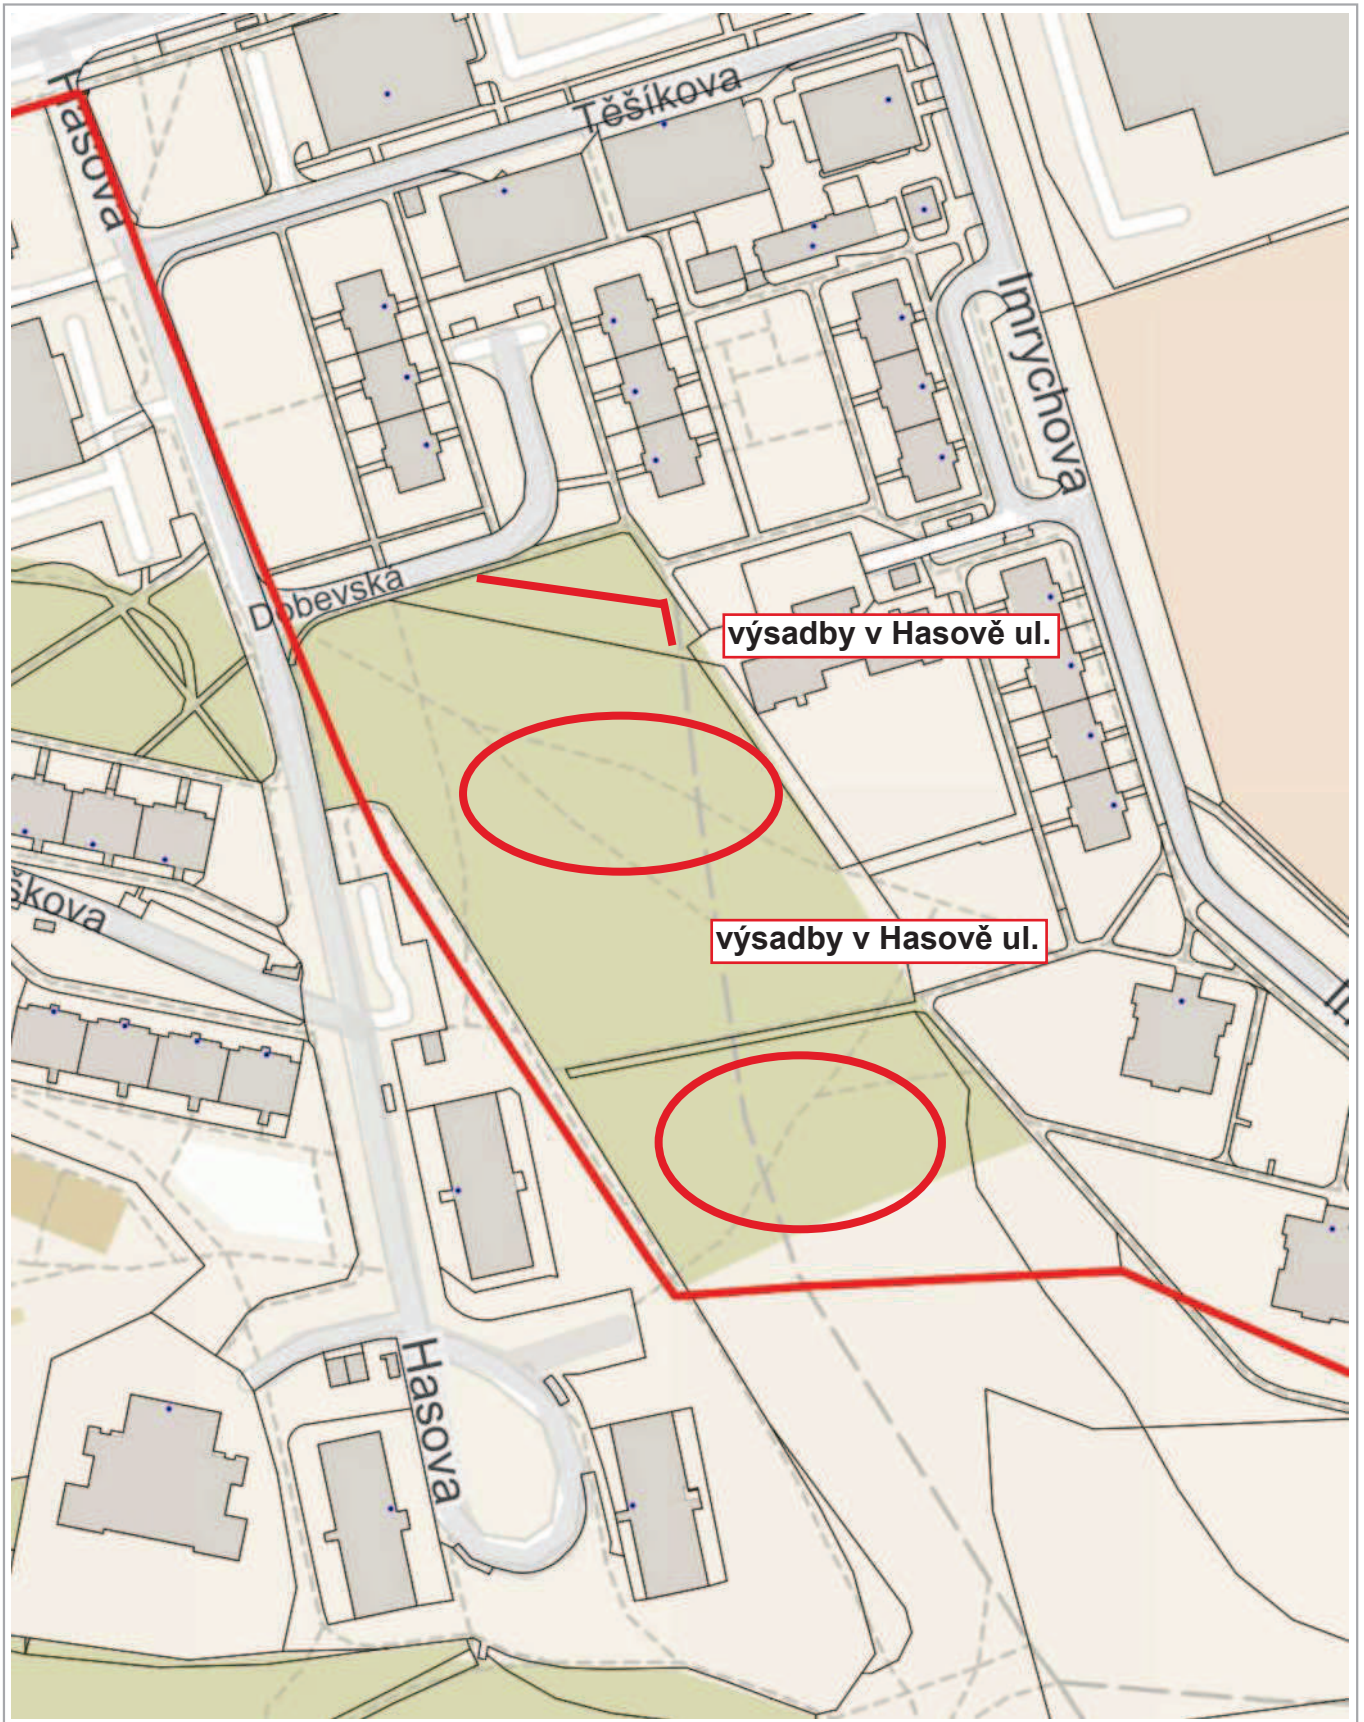 Hasova
Těšíkova
Imrychova
Dobevská
výsadby v Hasově ul.
škova
výsadby v Hasově ul.
Hasova